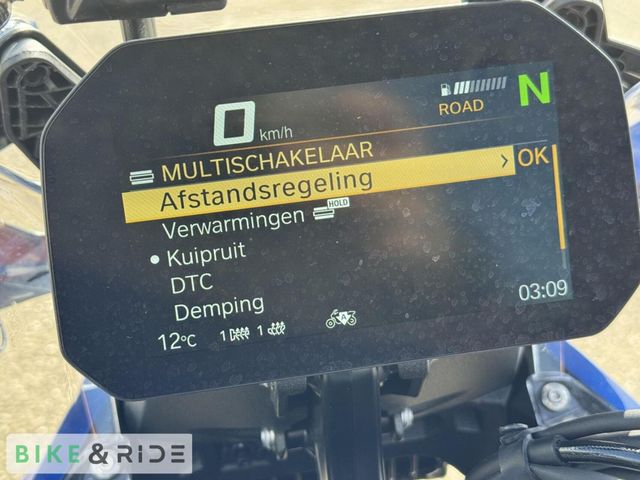 0 km/h
ROAD
N
MULTISCHAKELAAR
Afstandsregeling > OK
Verwarmingen HOLD
• Kuipruit
DTC
Demping
03:09
12°C 1 1 A
BIKE & RIDE